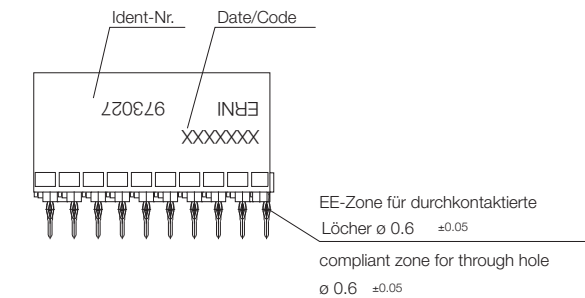 Ident-Nr.
Date/Code
973027
ERNI
XXXXXXX
EE-Zone für durchkontaktierte
Löcher ø 0.6 ±0.05
compliant zone for through hole
ø 0.6 ±0.05